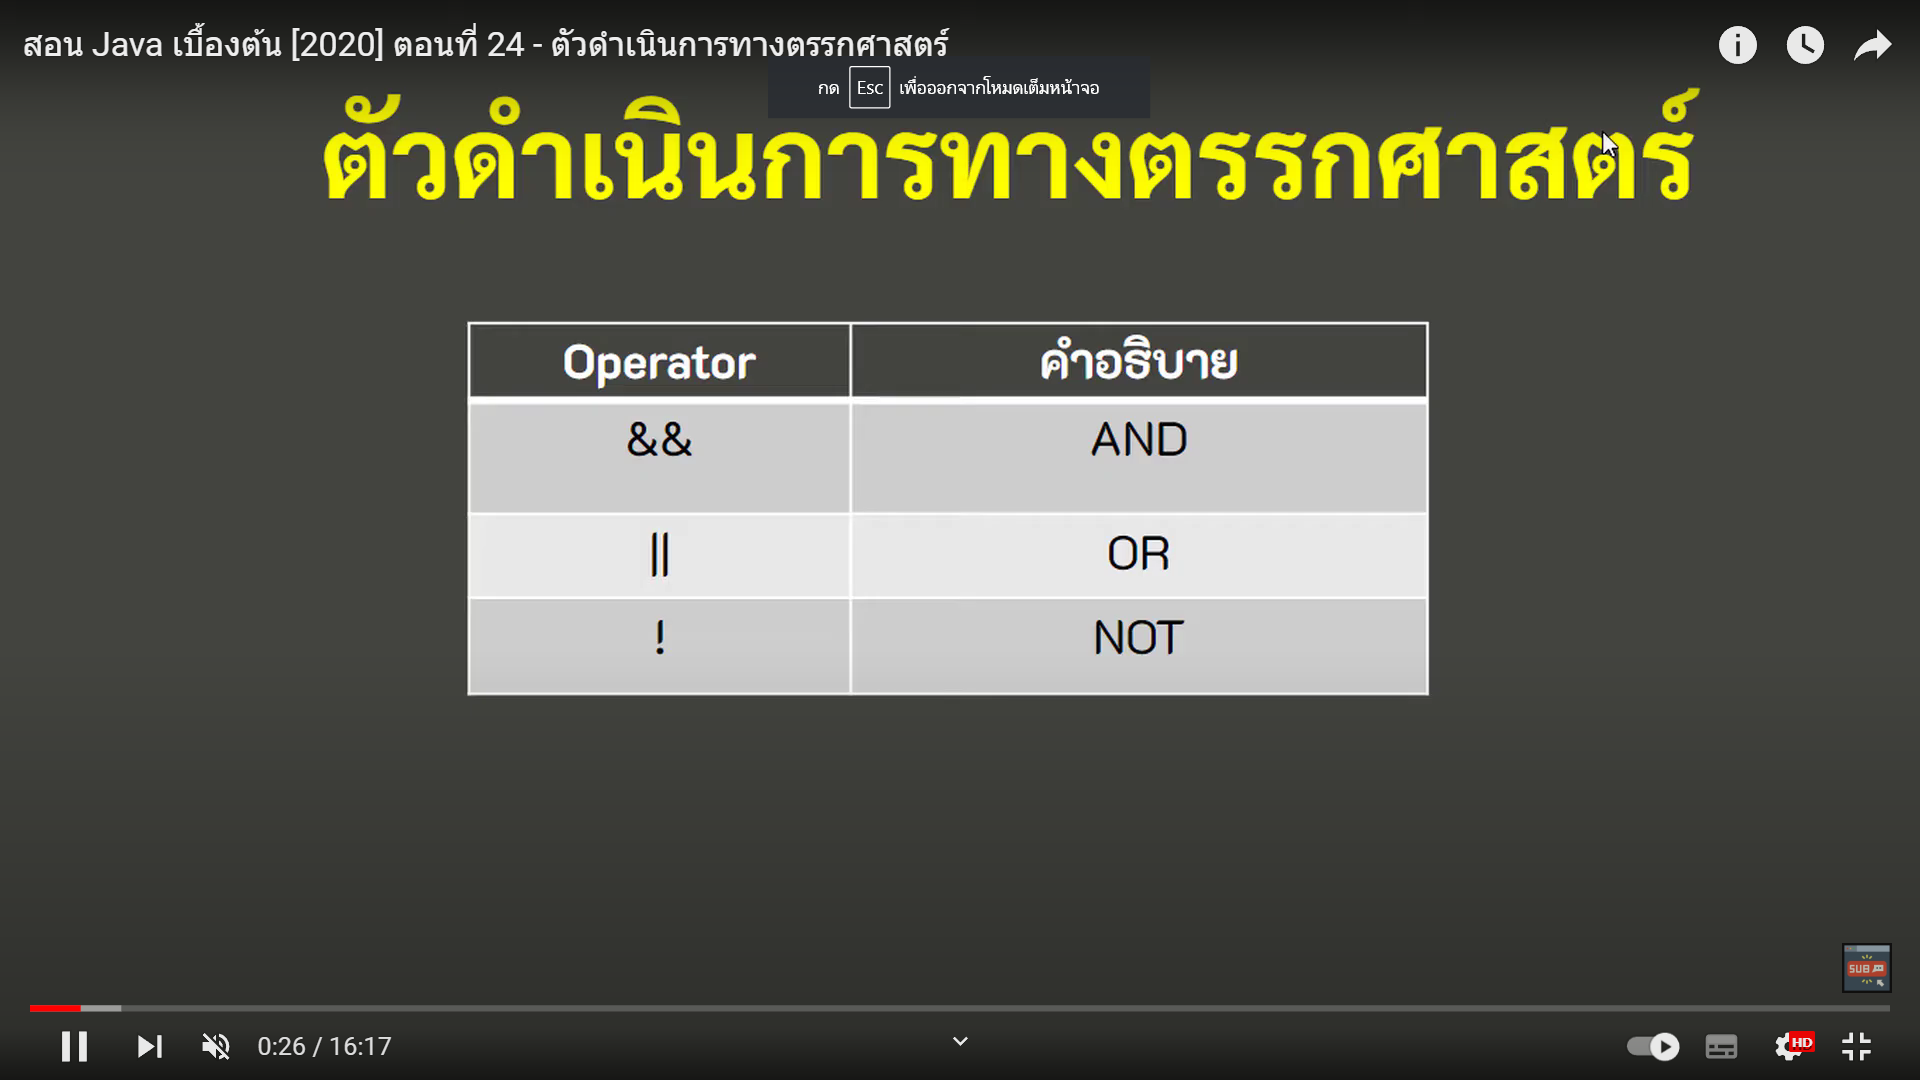 สอน Java เบื้องต้น [2020] ตอนที่ 24 - ตัวดำเนินการทางตรรกศาสตร์
กด Esc เพื่อออกจากโหมดเต็มหน้าจอ
ตัวดำเนินการทางตรรกศาสตร์
Operator คำอธิบาย
&& AND
|| OR
! NOT
SUB
0:26 / 16:17
HD